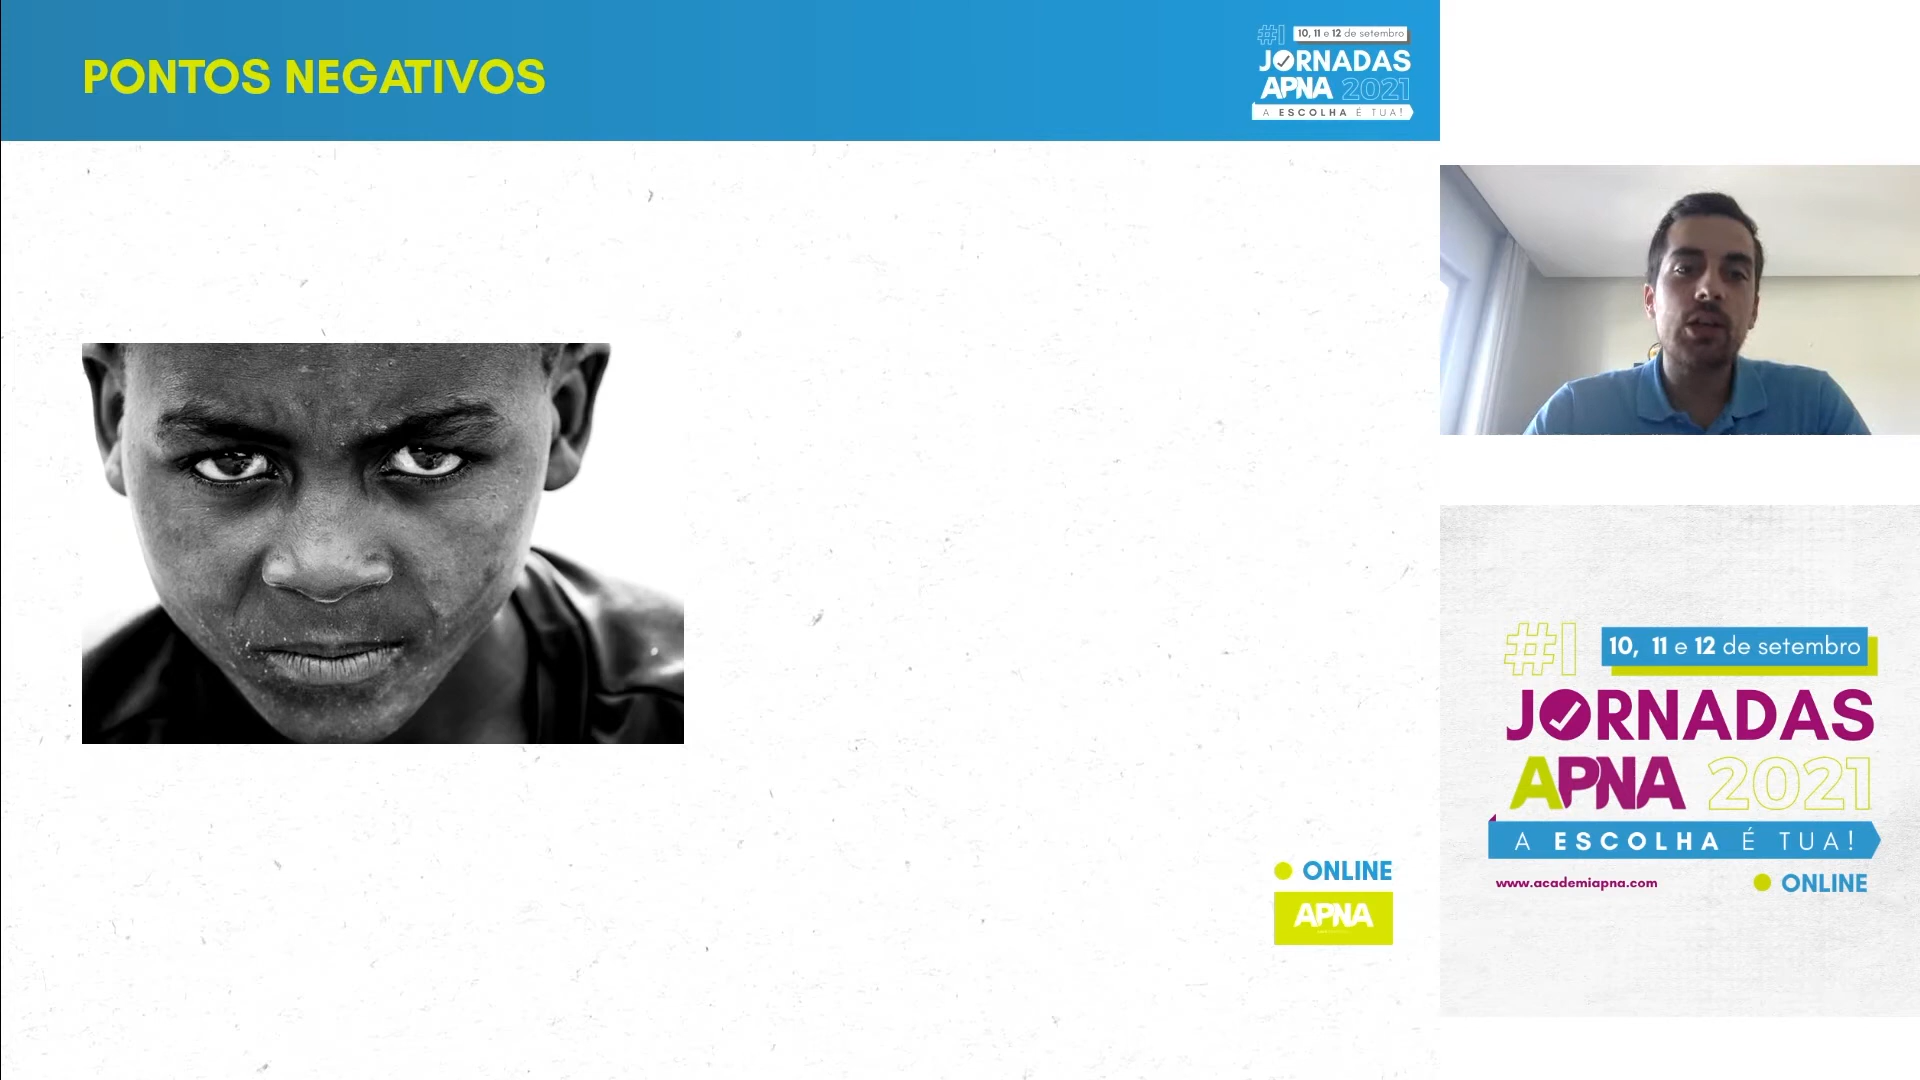 PONTOS NEGATIVOS
#1 10, 11 e 12 de setembro
JORNADAS
APNA 2021
A ESCOLHA É TUA!
ONLINE
APNA
#1 10, 11 e 12 de setembro
JORNADAS
APNA 2021
A ESCOLHA É TUA!
www.academiapna.com ONLINE